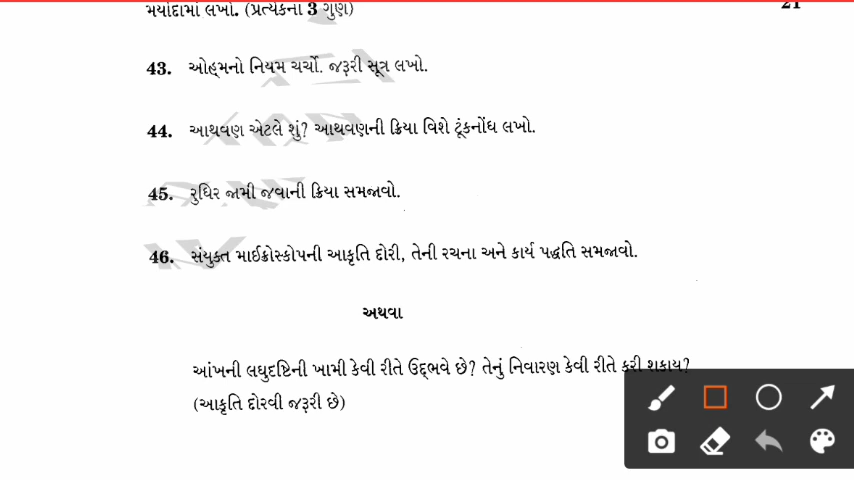 મર્યાદામાં લખો. (પ્રત્યેકના 3 ગુણ)
21
43. ઓહ્મનો નિયમ ચર્ચો. જરૂરી સૂત્ર લખો.
44. આથવણ એટલે શું? આથવણની ક્રિયા વિશે ટૂંકનોંધ લખો.
45. રુધિર જામી જવાની ક્રિયા સમજાવો.
46. સંયુક્ત માઈક્રોસ્કોપની આકૃતિ દોરી, તેની રચના અને કાર્ય પદ્ધતિ સમજાવો.
અથવા
આંખની લઘુદષ્ટિની ખામી કેવી રીતે ઉદ્ભવે છે? તેનું નિવારણ કેવી રીતે કરી શકાય?
(આકૃતિ દોરવી જરૂરી છે)